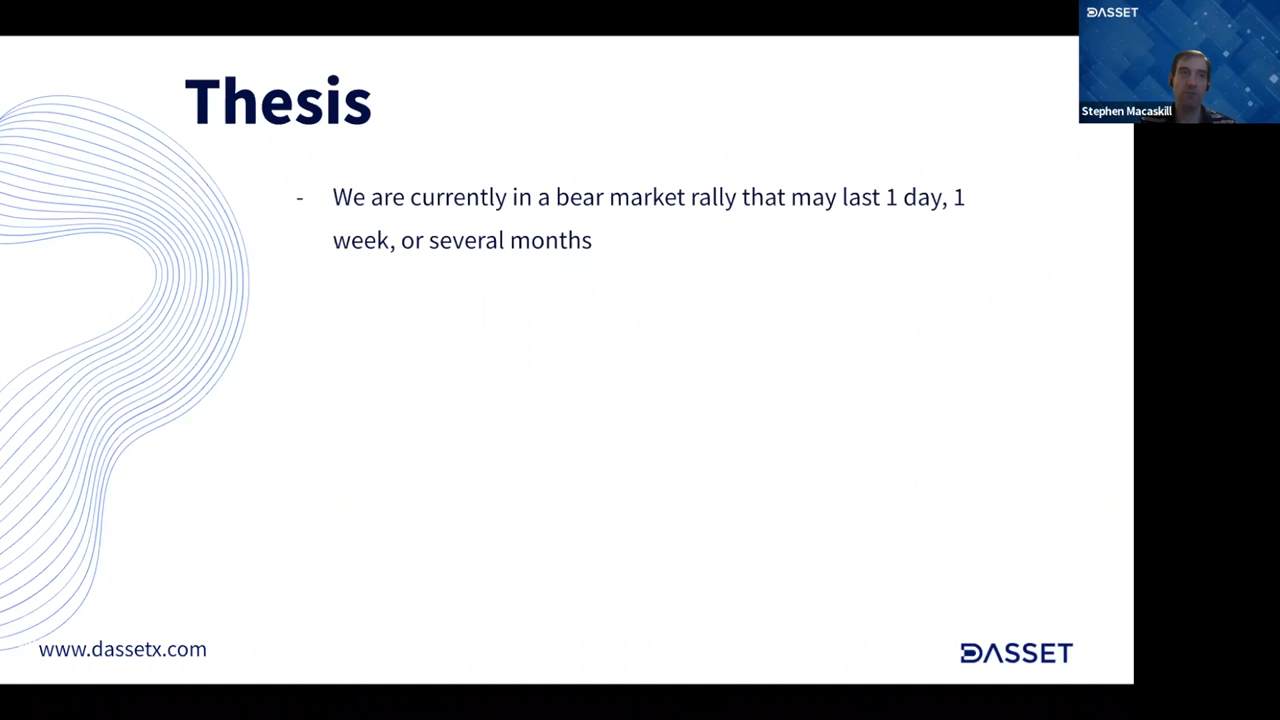 DASSET
Stephen Macaskill
Thesis
- We are currently in a bear market rally that may last 1 day, 1
week, or several months
www.dassetx.com
DASSET